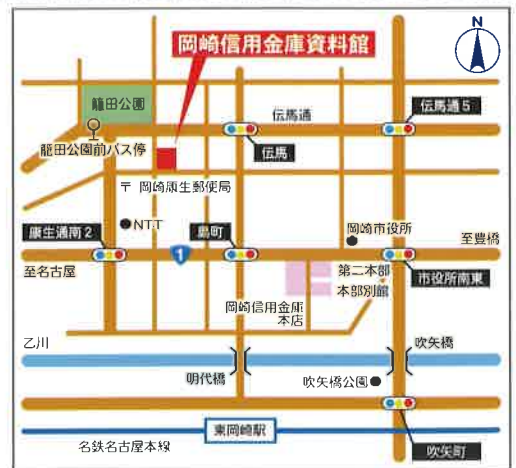 岡崎信用金庫資料館
N
籠田公園
伝馬通
伝馬通5
籠田公園前バス停
伝馬
〒 岡崎康生郵便局
NTT
康生通南2
島町
岡崎市役所
至豊橋
1
至名古屋
第二本部
本部別館
市役所南東
岡崎信用金庫
本店
乙川
吹矢橋
明代橋
吹矢橋公園
東岡崎駅
名鉄名古屋本線
吹矢町